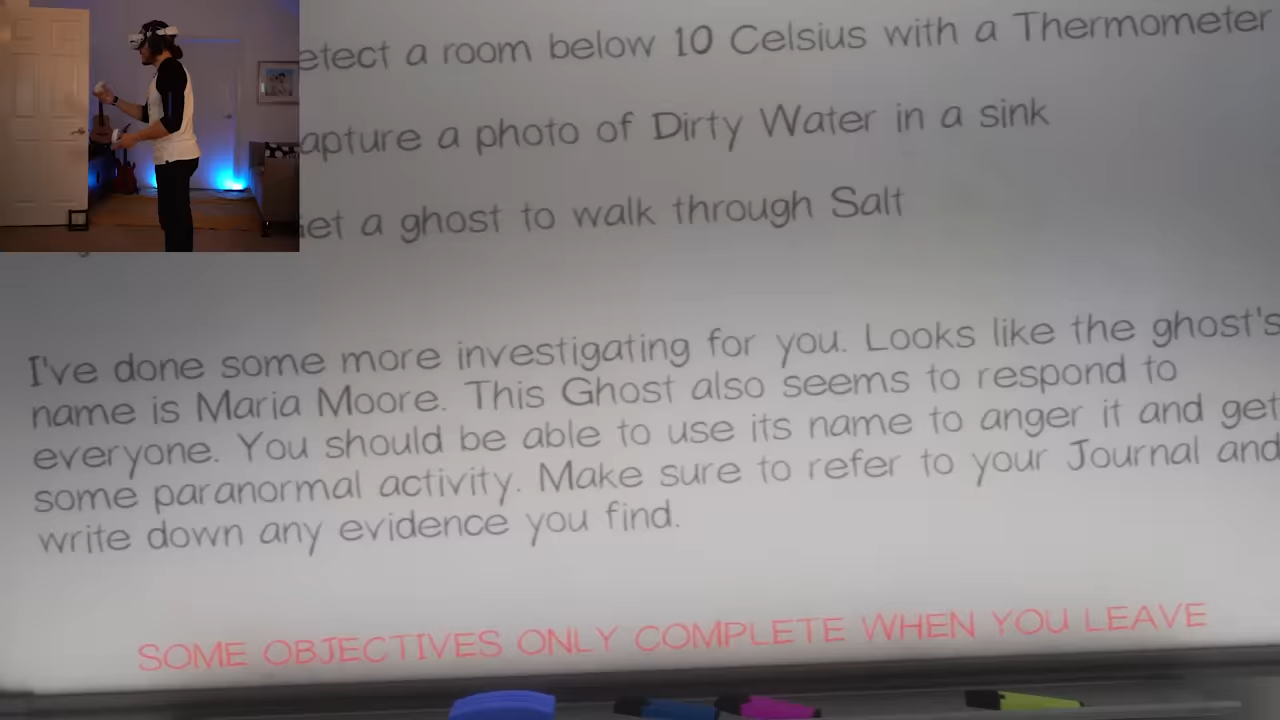 etect a room below 10 Celsius with a Thermometer
apture a photo of Dirty Water in a sink
et a ghost to walk through Salt
I've done some more investigating for you. Looks like the ghost's
name is Maria Moore. This Ghost also seems to respond to
everyone. You should be able to use its name to anger it and get
some paranormal activity. Make sure to refer to your Journal and
write down any evidence you find.
SOME OBJECTIVES ONLY COMPLETE WHEN YOU LEAVE